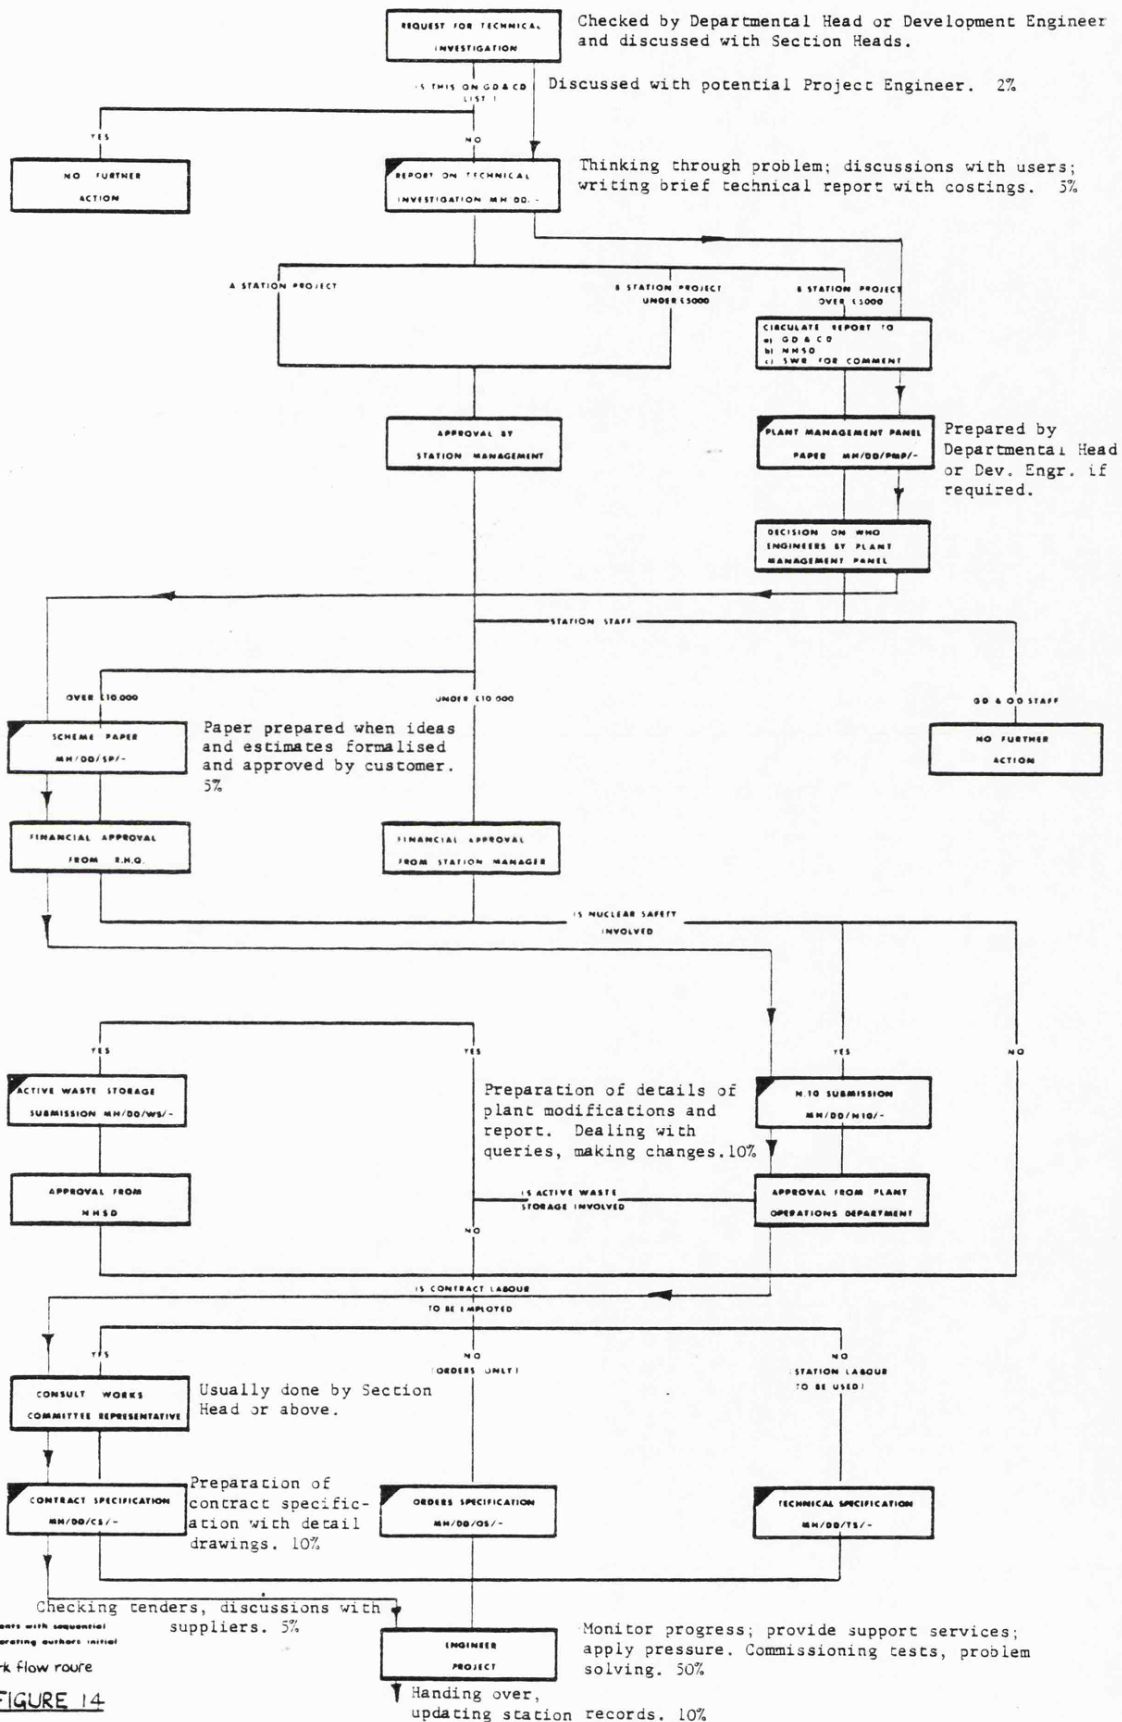 REQUEST FOR TECHNICAL
INVESTIGATION
Checked by Departmental Head or Development Engineer
and discussed with Section Heads.
IS THIS ON GD & CD
LIST ?
Discussed with potential Project Engineer. 2%
YES
NO
NO FURTHER
ACTION
REPORT ON TECHNICAL
INVESTIGATION MH DD. -
Thinking through problem; discussions with users;
writing brief technical report with costings. 5%
A STATION PROJECT
B STATION PROJECT
UNDER £5000
B STATION PROJECT
OVER £5000
CIRCULATE REPORT TO
a) GD & CD
b) NHSD
c) SWR FOR COMMENT
APPROVAL BY
STATION MANAGEMENT
PLANT MANAGEMENT PANEL
PAPER MH/DD/PMP/-
Prepared by
Departmental Head
or Dev. Engr. if
required.
DECISION ON WHO
ENGINEERS BY PLANT
MANAGEMENT PANEL
STATION STAFF
OVER £10.000
UNDER £10 000
GD & OD STAFF
SCHEME PAPER
MH/DD/SP/-
Paper prepared when ideas
and estimates formalised
and approved by customer.
5%
NO FURTHER
ACTION
FINANCIAL APPROVAL
FROM R.H.Q.
FINANCIAL APPROVAL
FROM STATION MANAGER
IS NUCLEAR SAFETY
INVOLVED
YES
YES
YES
NO
ACTIVE WASTE STORAGE
SUBMISSION MH/DD/WS/-
Preparation of details of
plant modifications and
report. Dealing with
queries, making changes.10%
N.10 SUBMISSION
MH/DD/N10/-
APPROVAL FROM
NHSD
IS ACTIVE WASTE
STORAGE INVOLVED
APPROVAL FROM PLANT
OPERATIONS DEPARTMENT
NO
IS CONTRACT LABOUR
TO BE EMPLOYED
YES
NO
(ORDERS ONLY)
NO
(STATION LABOUR
TO BE USED)
CONSULT WORKS
COMMITTEE REPRESENTATIVE
Usually done by Section
Head or above.
CONTRACT SPECIFICATION
MH/DD/CS/-
Preparation of
contract specific-
ation with detail
drawings. 10%
ORDERS SPECIFICATION
MH/DD/OS/-
TECHNICAL SPECIFICATION
MH/DD/TS/-
Checking tenders, discussions with
suppliers. 5%
ents with sequential
orating authors initial
rk flow route
FIGURE 14
ENGINEER
PROJECT
Monitor progress; provide support services;
apply pressure. Commissioning tests, problem
solving. 50%
Handing over,
updating station records. 10%